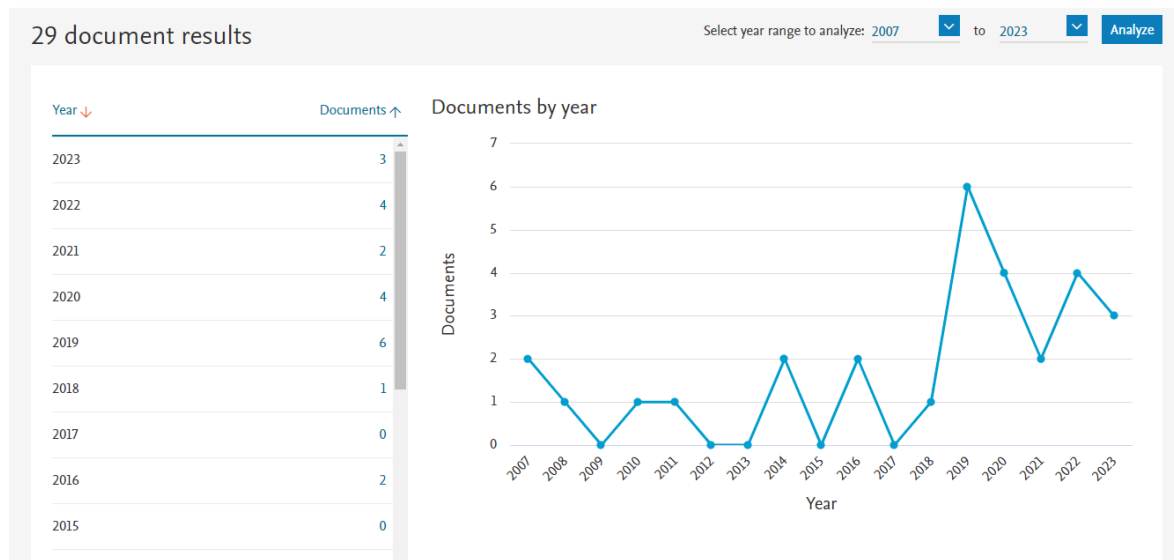 29 document results
Select year range to analyze: 2007 to 2023 Analyze
Year Documents
2023 3
2022 4
2021 2
2020 4
2019 6
2018 1
2017 0
2016 2
2015 0
Documents by year
7
6
5
4
3
2
1
0
Documents
2007 2008 2009 2010 2011 2012 2013 2014 2015 2016 2017 2018 2019 2020 2021 2022 2023
Year